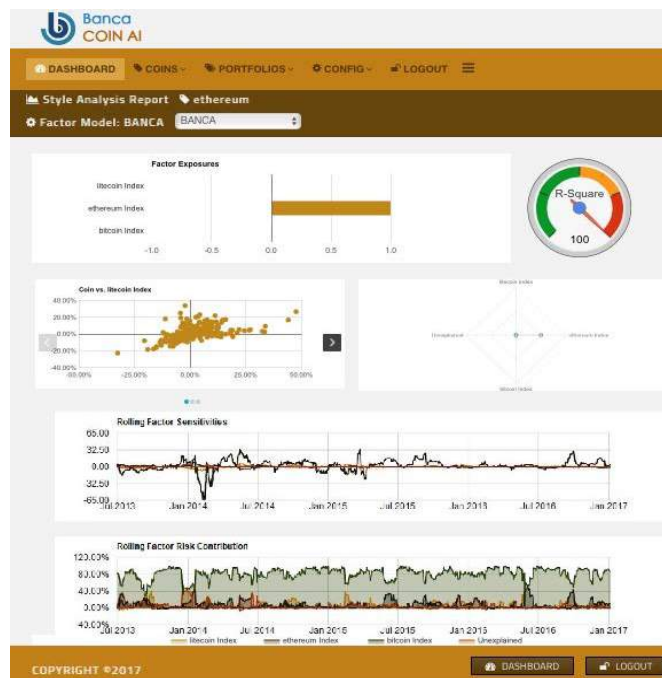 Banca
COIN AI
DASHBOARD COINS PORTFOLIOS CONFIG LOGOUT
Style Analysis Report ethereum
Factor Model: BANCA BANCA
Factor Exposures
litecoin Index
ethereum Index
bitcoin Index
-1.0 -0.5 0.0 0.5 1.0
R-Square
100
Coin vs. litecoin Index
40.00%
20.00%
0.00%
-20.00%
-40.00%
-50.00% -25.00% 0.00% 25.00% 50.00%
litecoin Index
Unexplained
ethereum Index
bitcoin Index
Rolling Factor Sensitivities
65.00
32.50
0.00
32.50
-65.00
Jul 2013 Jan 2014 Jul 2014 Jan 2015 Jul 2015 Jan 2016 Jul 2016 Jan 2017
Rolling Factor Risk Contribution
120.00%
80.00%
40.00%
0.00%
40.00%
Jul 2013 Jan 2014 Jul 2014 Jan 2015 Jul 2015 Jan 2016 Jul 2016 Jan 2017
litecoin Index ethereum Index bitcoin Index Unexplained
COPYRIGHT ©2017
DASHBOARD LOGOUT